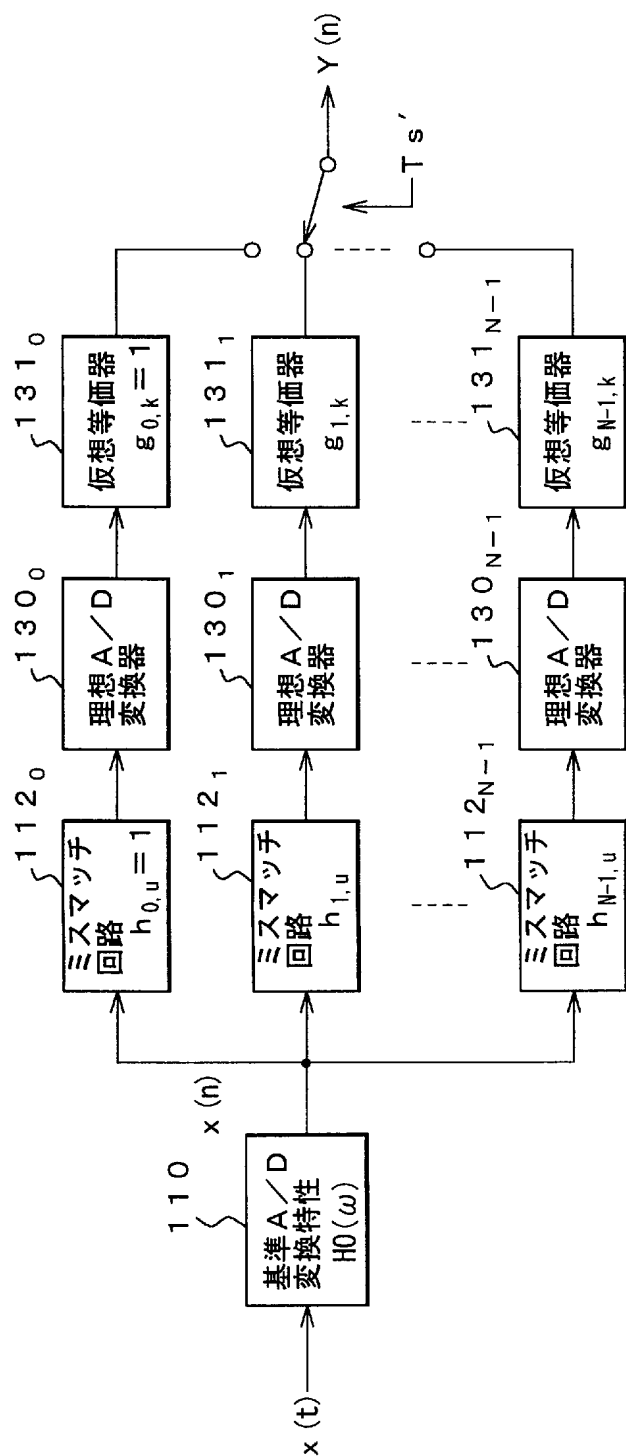 x(t)
110
基準A/D
変換特性
H0(ω)
x(n)
112₀
ミスマッチ
回路
h₀,ᵤ=1
130₀
理想A/D
変換器
131₀
仮想等価器
g₀,ₖ=1
112₁
ミスマッチ
回路
h₁,ᵤ
130₁
理想A/D
変換器
131₁
仮想等価器
g₁,ₖ
112N-1
ミスマッチ
回路
hN-1,u
130N-1
理想A/D
変換器
131N-1
仮想等価器
gN-1,k
Y(n)
Ts′